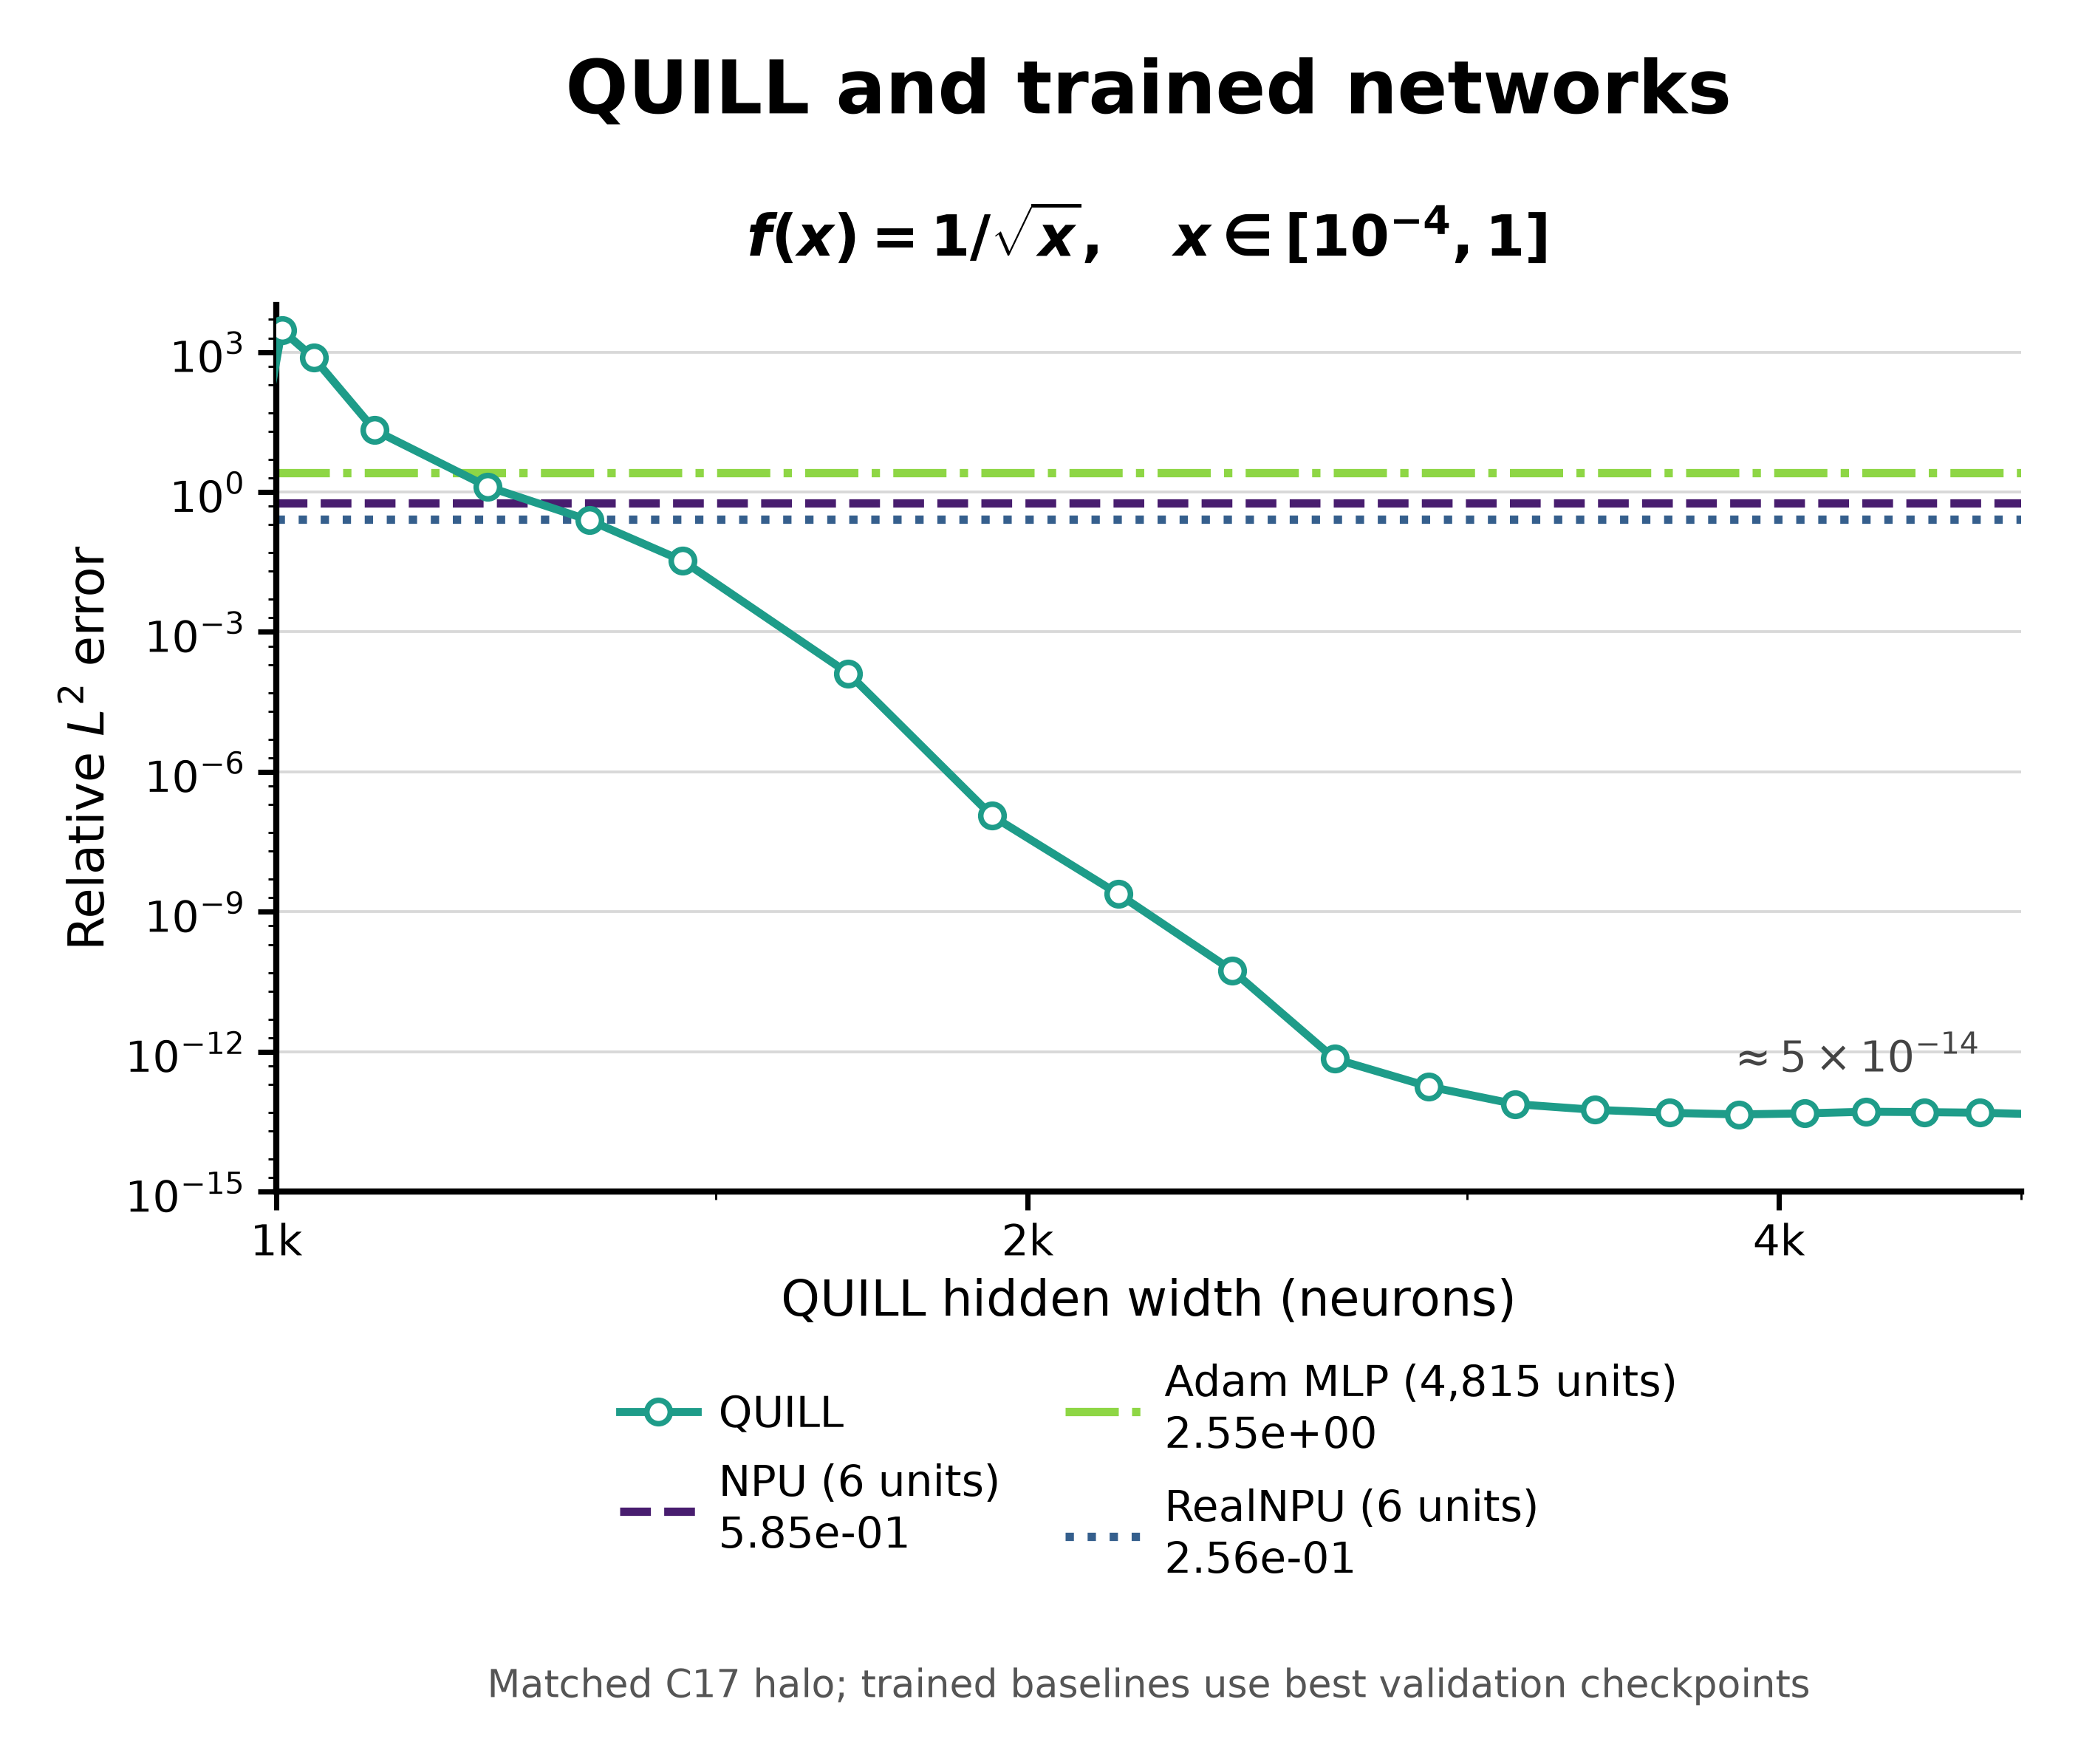 QUILL and trained networks
f(x) = 1/√x, x ∈ [10⁻⁴, 1]
Relative L² error
10³
10⁰
10⁻³
10⁻⁶
10⁻⁹
10⁻¹²
10⁻¹⁵
≈ 5 × 10⁻¹⁴
1k
2k
4k
QUILL hidden width (neurons)
QUILL
NPU (6 units)
5.85e-01
Adam MLP (4,815 units)
2.55e+00
RealNPU (6 units)
2.56e-01
Matched C17 halo; trained baselines use best validation checkpoints